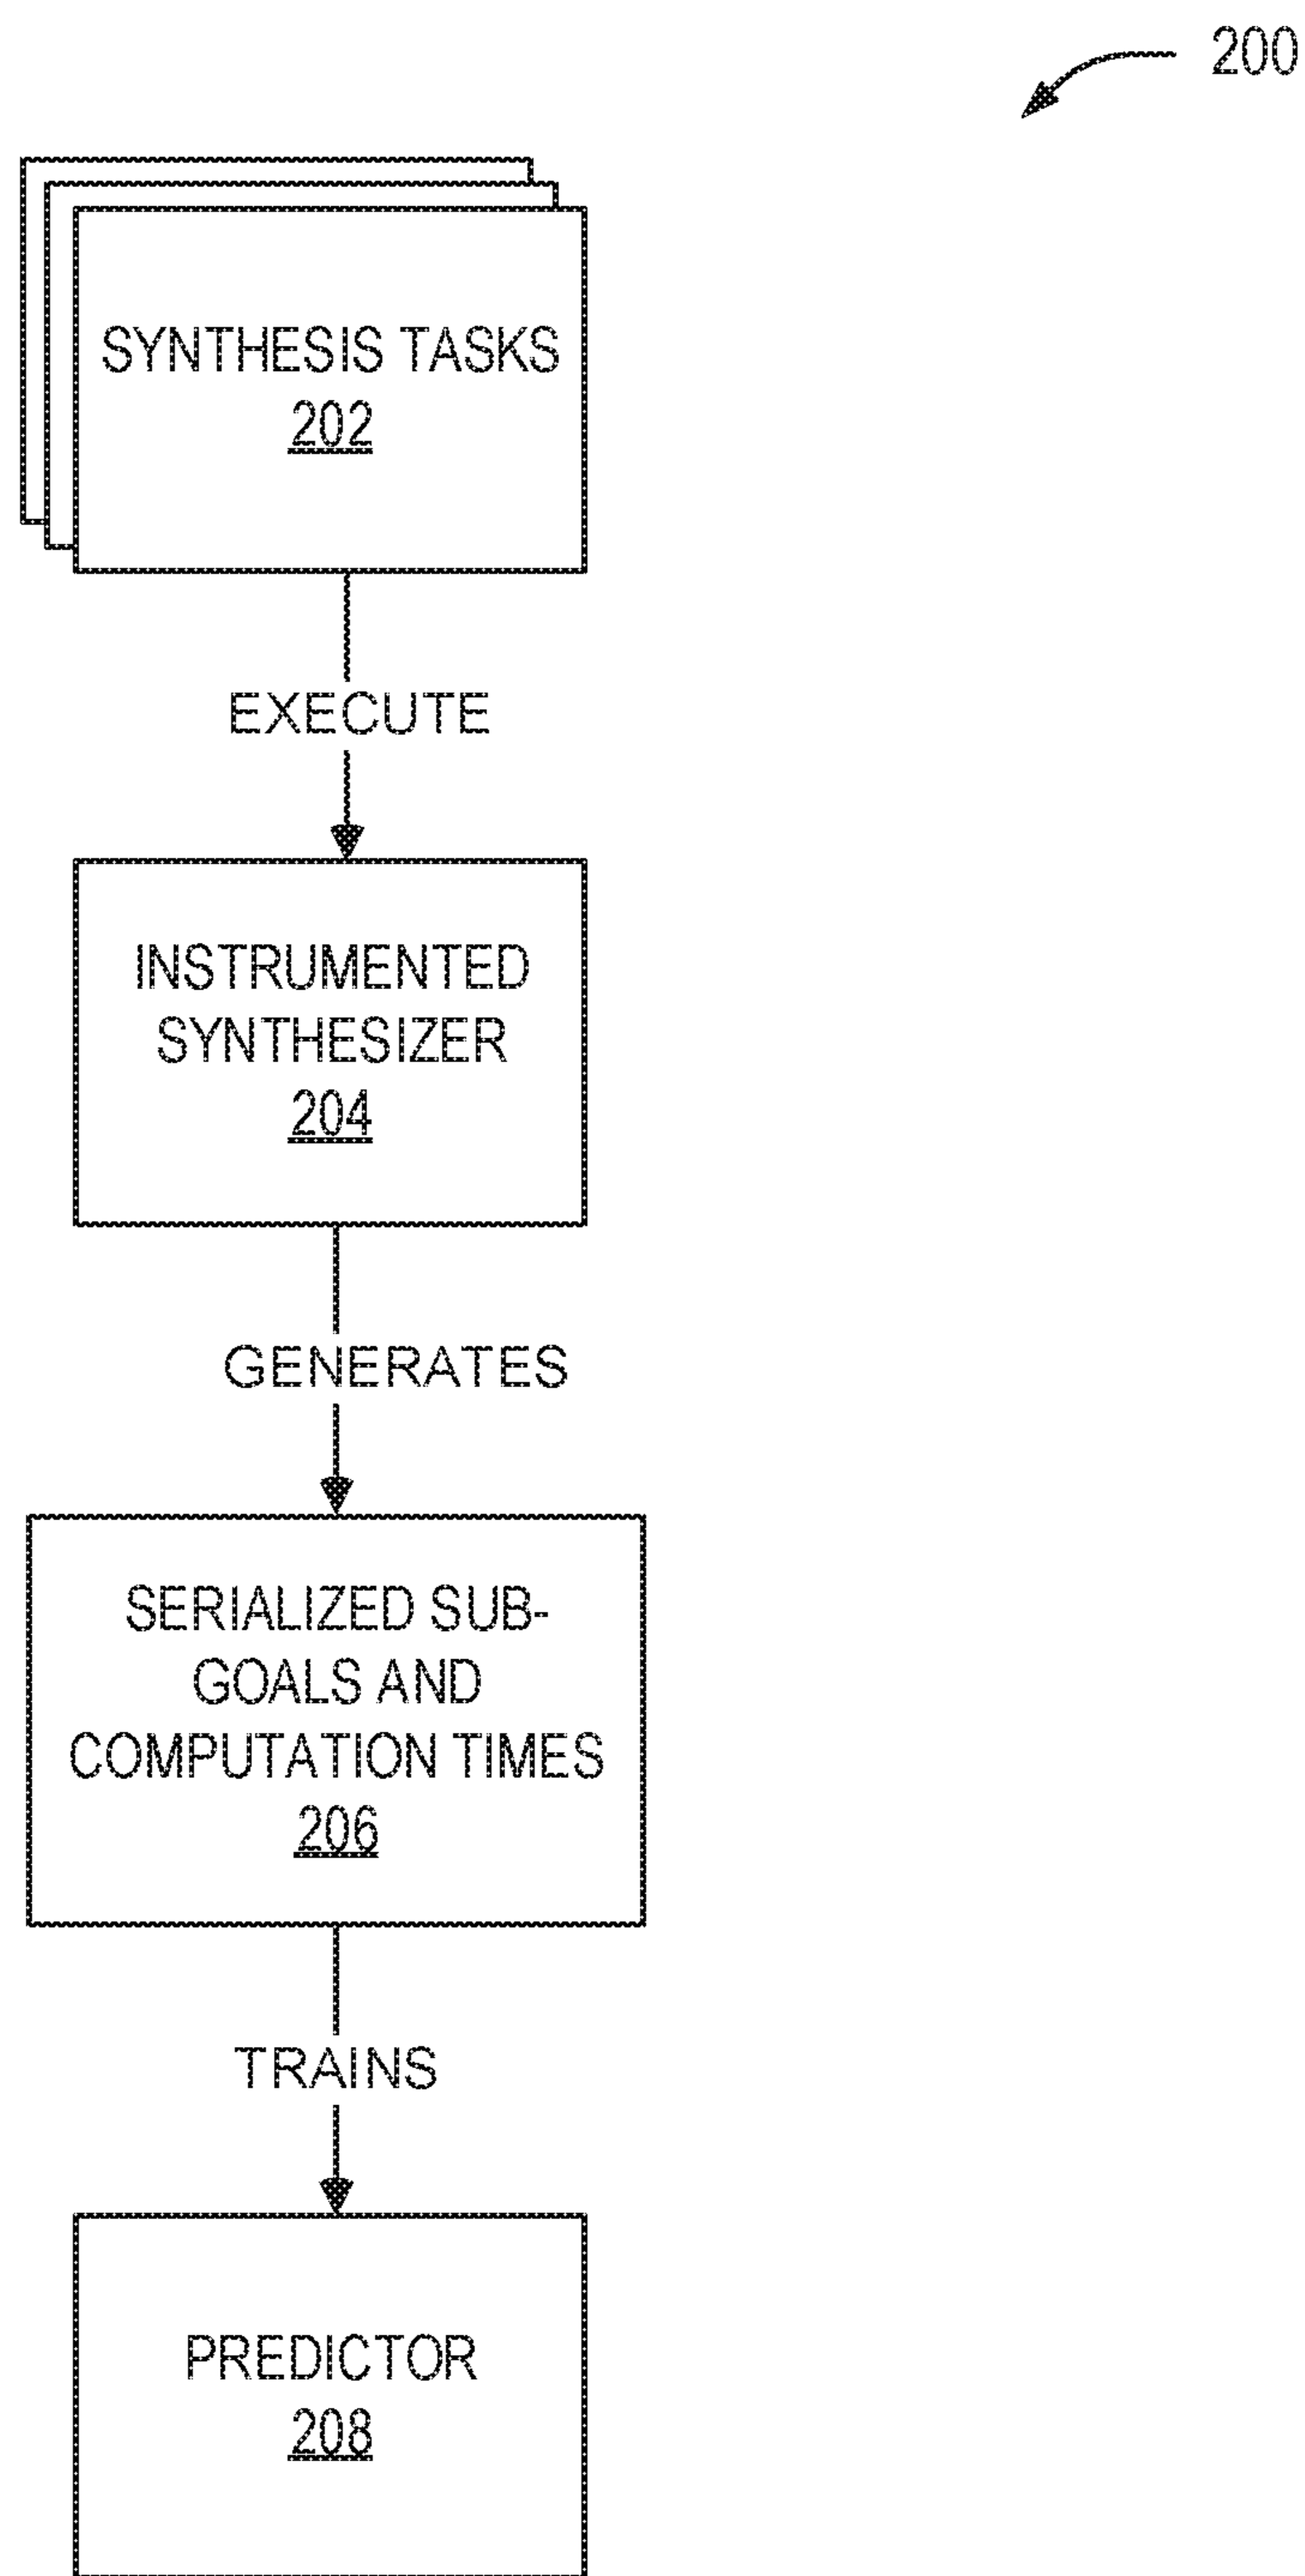 200
SYNTHESIS TASKS
202
EXECUTE
INSTRUMENTED
SYNTHESIZER
204
GENERATES
SERIALIZED SUB-
GOALS AND
COMPUTATION TIMES
206
TRAINS
PREDICTOR
208